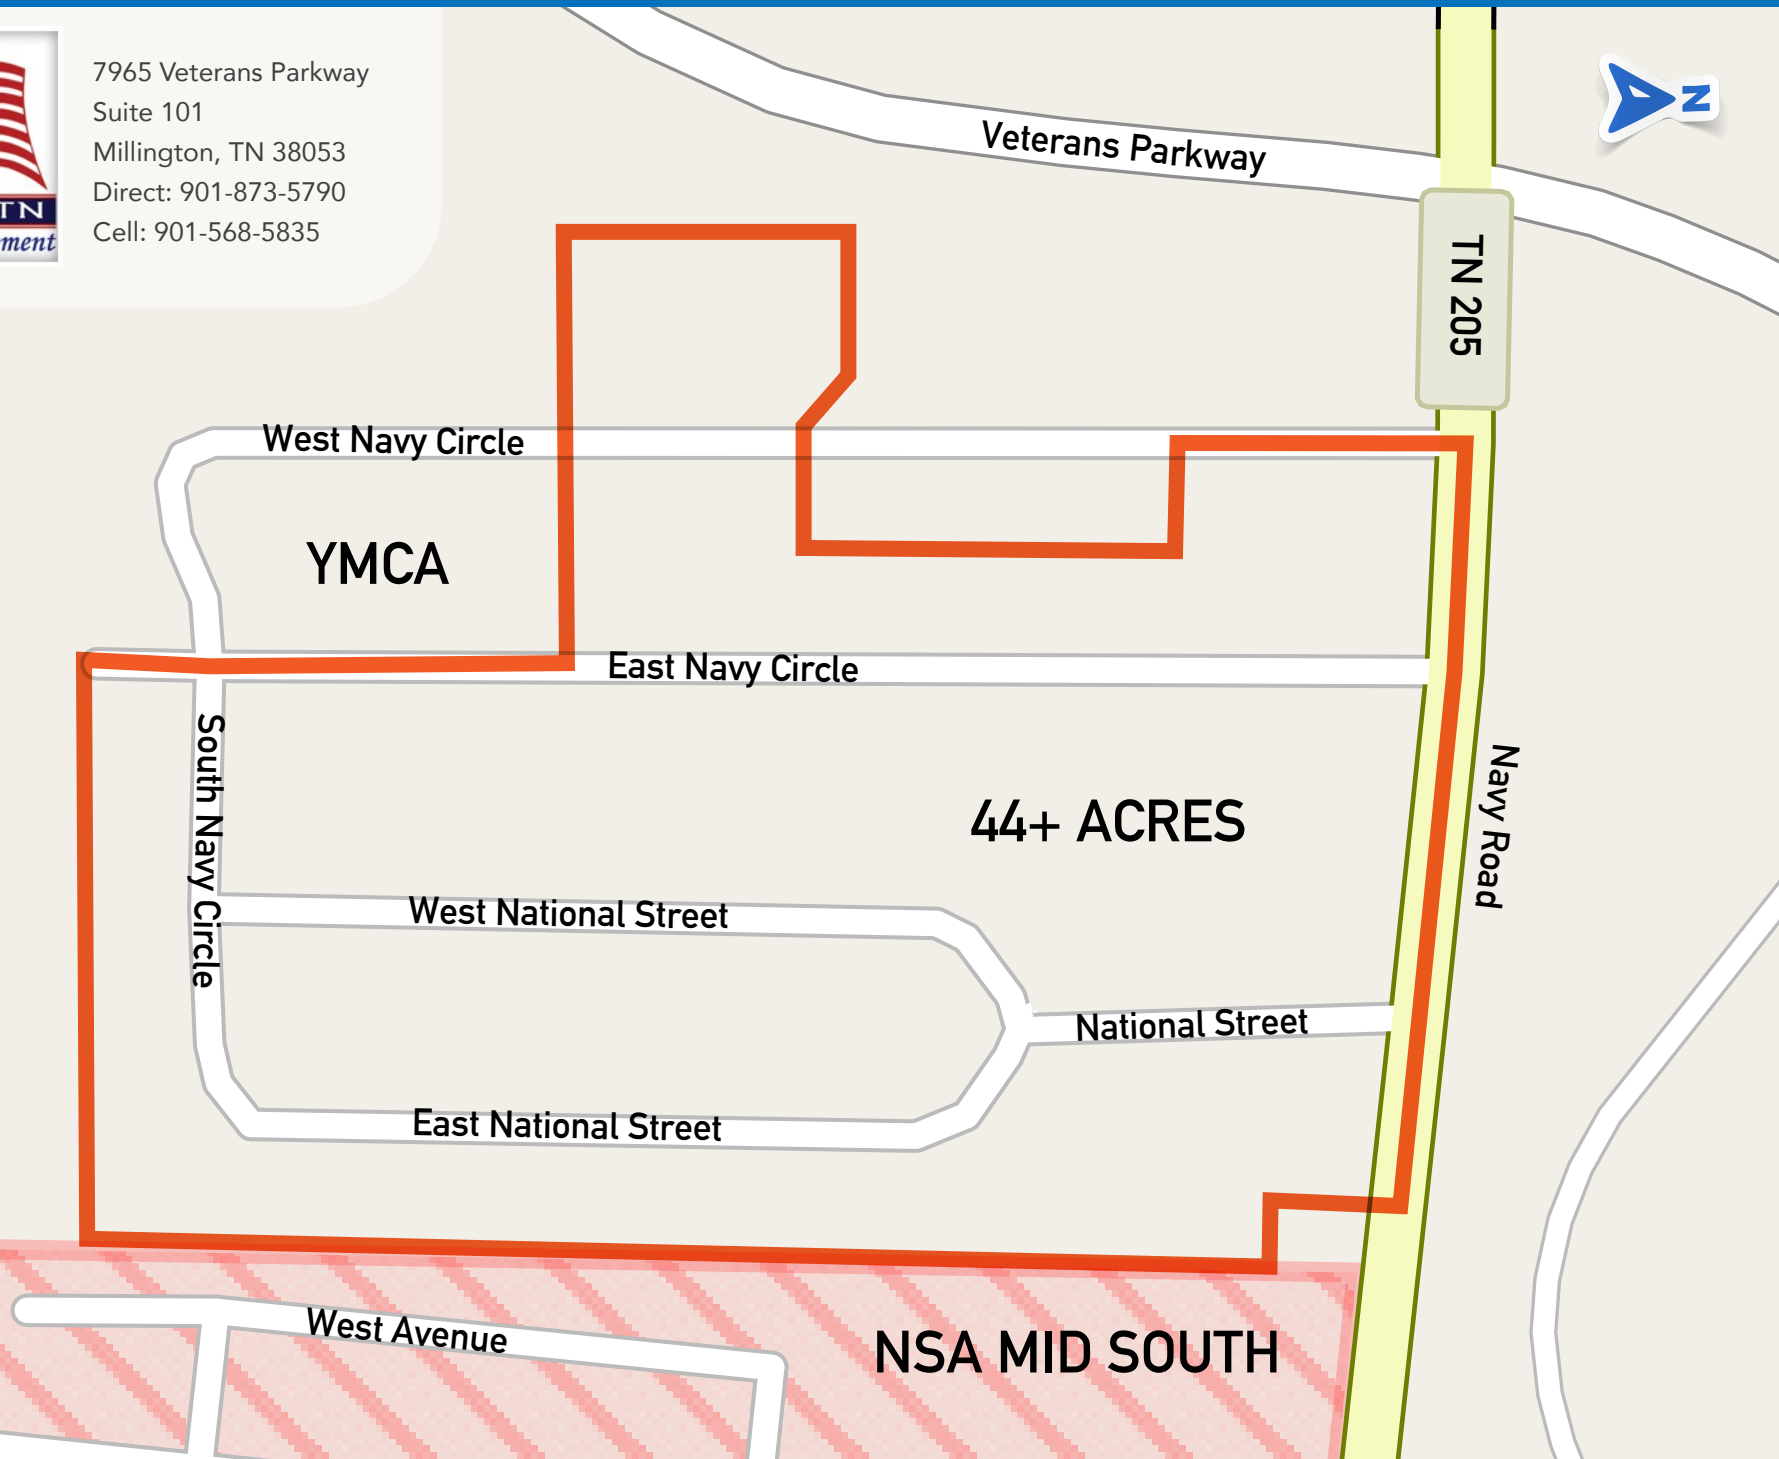 TN
ment
7965 Veterans Parkway
Suite 101
Millington, TN 38053
Direct: 901-873-5790
Cell: 901-568-5835
N
Veterans Parkway
TN 205
West Navy Circle
YMCA
East Navy Circle
South Navy Circle
Navy Road
44+ ACRES
West National Street
National Street
East National Street
West Avenue
NSA MID SOUTH